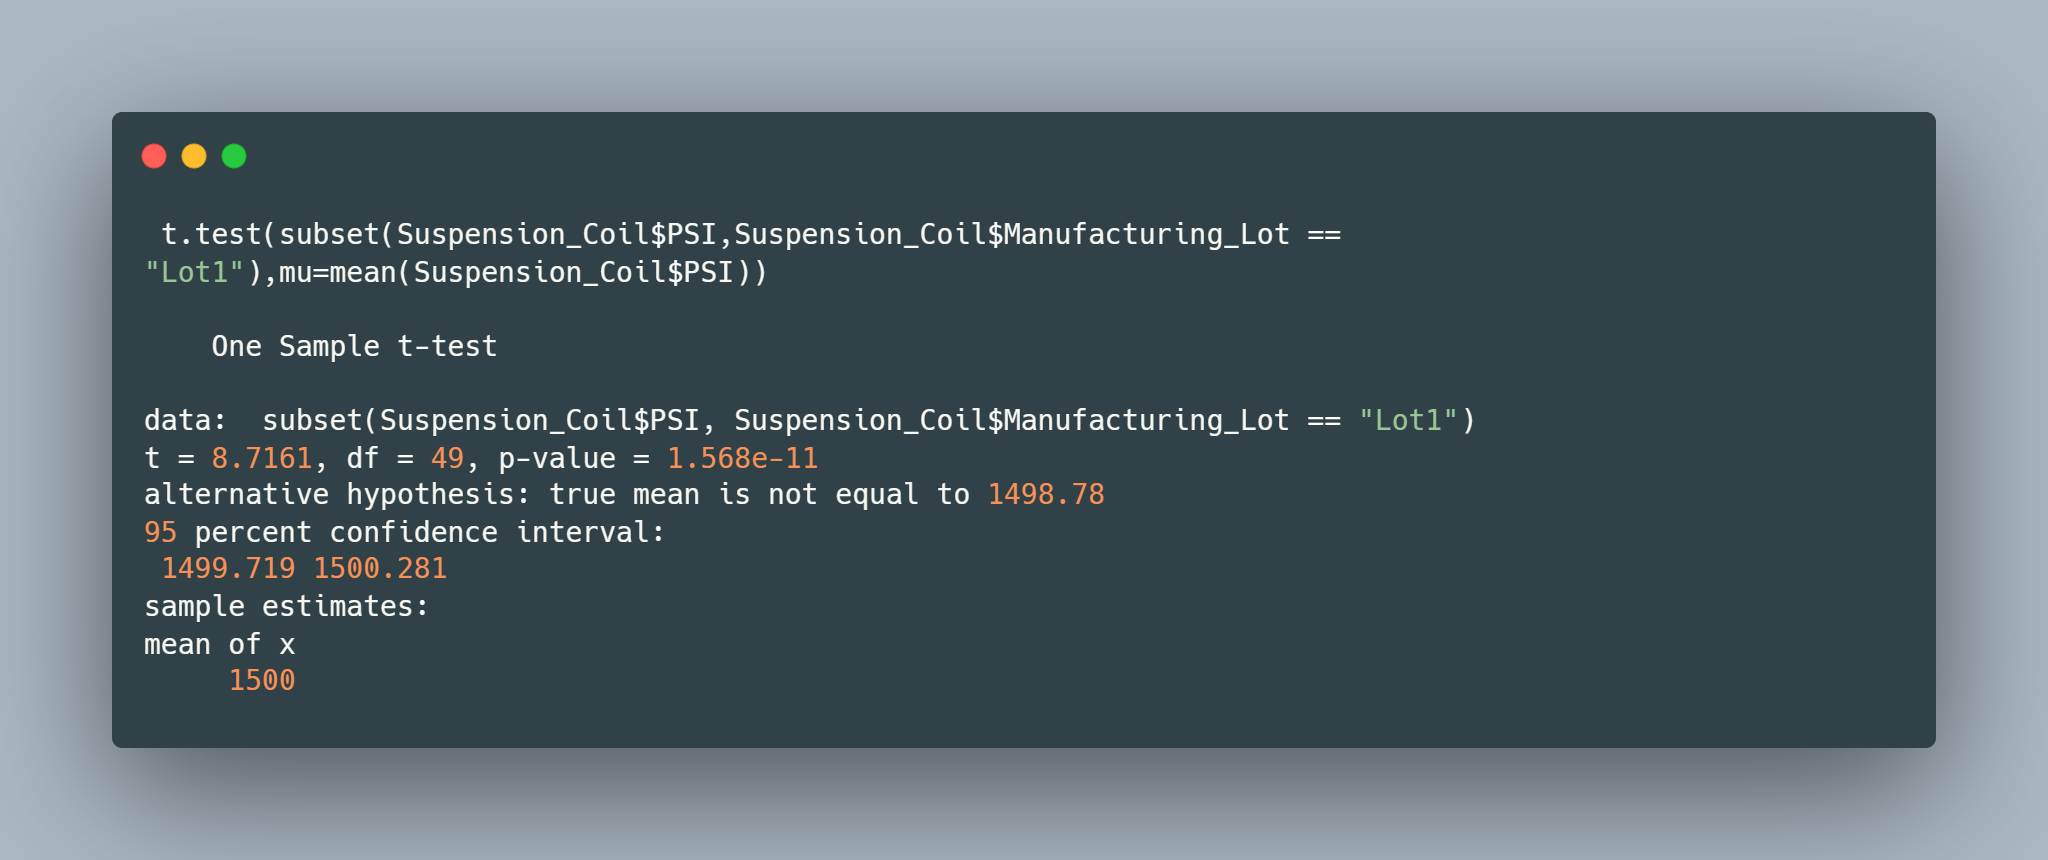 t.test(subset(Suspension_Coil$PSI,Suspension_Coil$Manufacturing_Lot ==
"Lot1"),mu=mean(Suspension_Coil$PSI))
One Sample t-test
data:  subset(Suspension_Coil$PSI, Suspension_Coil$Manufacturing_Lot == "Lot1")
t = 8.7161, df = 49, p-value = 1.568e-11
alternative hypothesis: true mean is not equal to 1498.78
95 percent confidence interval:
1499.719 1500.281
sample estimates:
mean of x
1500